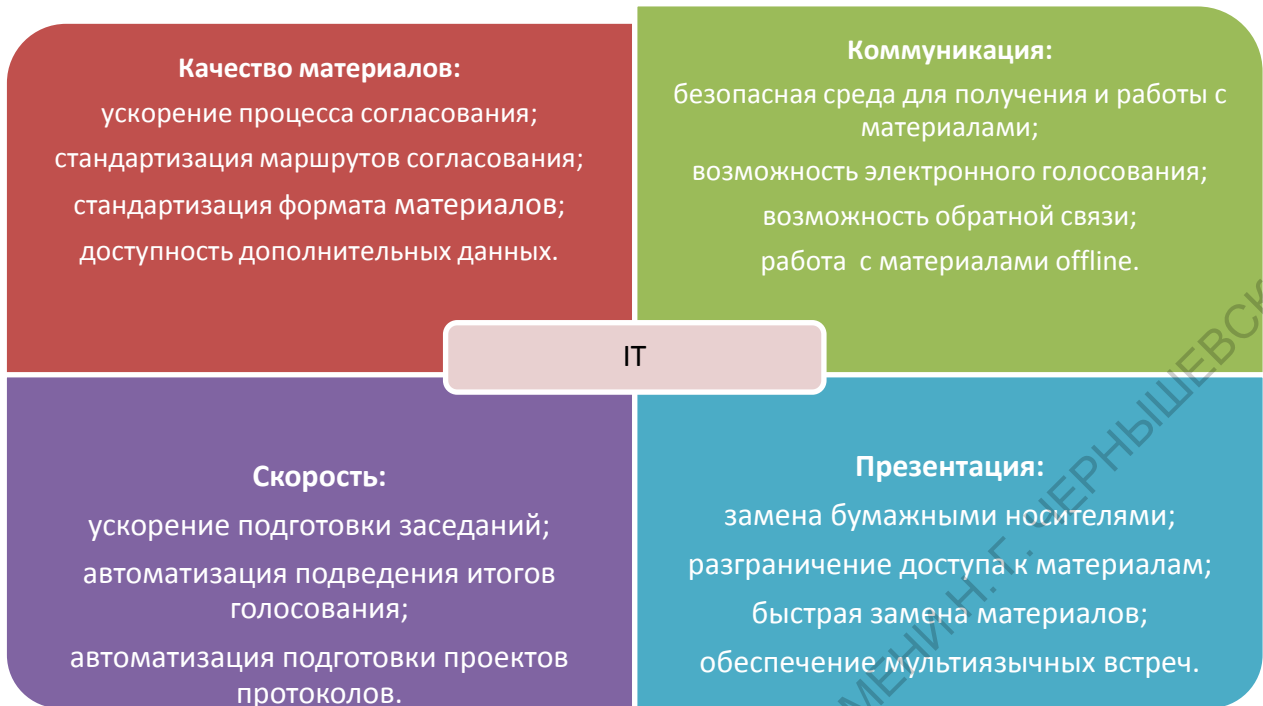 Качество материалов:
ускорение процесса согласования;
стандартизация маршрутов согласования;
стандартизация формата материалов;
доступность дополнительных данных.
Коммуникация:
безопасная среда для получения и работы с
материалами;
возможность электронного голосования;
возможность обратной связи;
работа с материалами offline.
IT
Скорость:
ускорение подготовки заседаний;
автоматизация подведения итогов
голосования;
автоматизация подготовки проектов
протоколов.
Презентация:
замена бумажными носителями;
разграничение доступа к материалам;
быстрая замена материалов;
обеспечение мультиязычных встреч.
Н. Г.